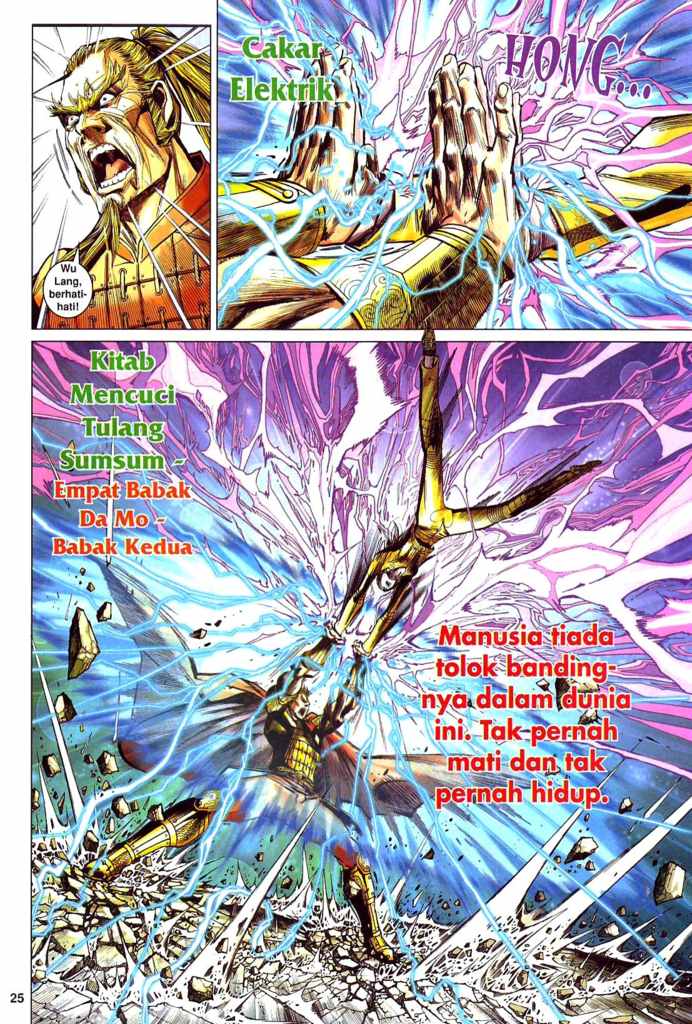 Wu
Lang,
berhati-
hati!
Cakar
Elektrik
HONG...
Kitab
Mencuci
Tulang
Sumsum -
Empat Babak
Da Mo -
Babak Kedua
Manusia tiada
tolok banding-
nya dalam dunia
ini. Tak pernah
mati dan tak
pernah hidup.
25